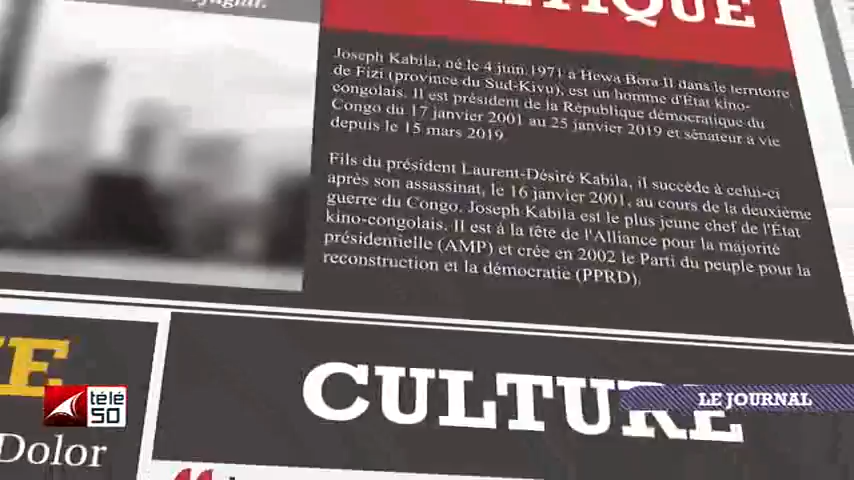 POLITIQUE
Joseph Kabila, né le 4 juin 1971 à Hewa Bora II dans le territoire
de Fizi (province du Sud-Kivu), est un homme d'État kino-
congolais. Il est président de la République démocratique du
Congo du 17 janvier 2001 au 25 janvier 2019 et sénateur à vie
depuis le 15 mars 2019.
Fils du président Laurent-Désiré Kabila, il succède à celui-ci
après son assassinat, le 16 janvier 2001, au cours de la deuxième
guerre du Congo. Joseph Kabila est le plus jeune chef de l'État
kino-congolais. Il est à la tête de l'Alliance pour la majorité
présidentielle (AMP) et crée en 2002 le Parti du peuple pour la
reconstruction et la démocratie (PPRD).
CULTURE
LE JOURNAL
télé
50
Dolor